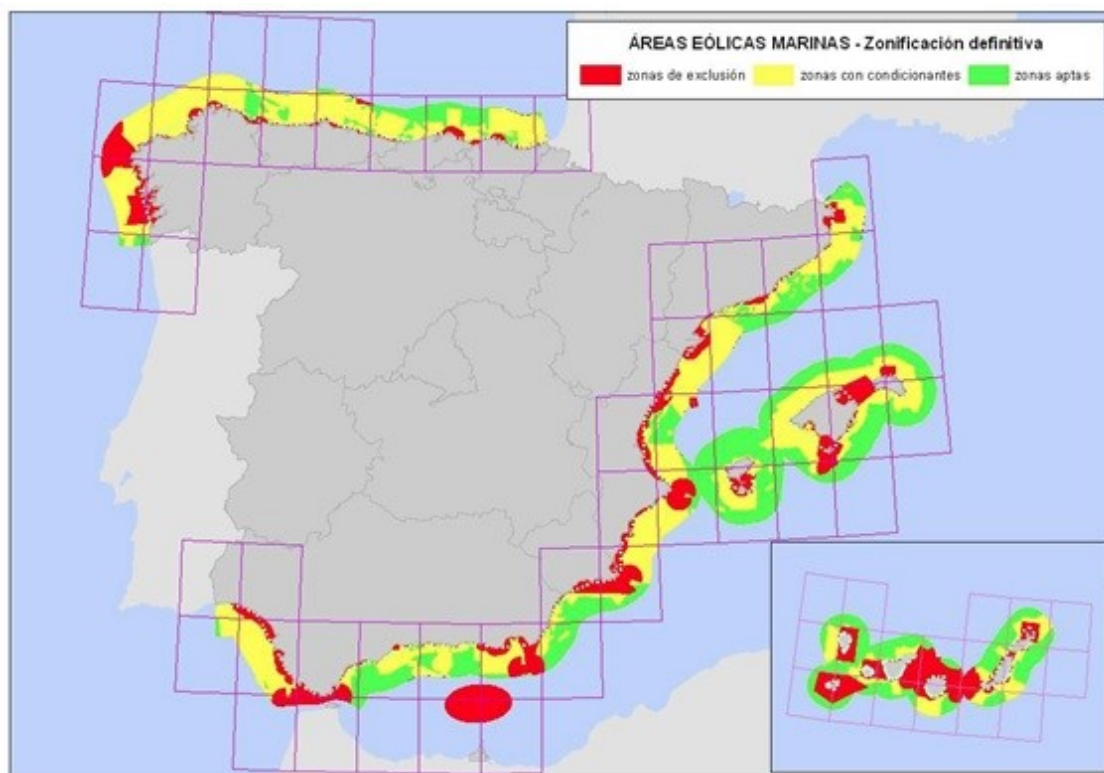 ÁREAS EÓLICAS MARINAS - Zonificación definitiva
zonas de exclusión zonas con condicionantes zonas aptas